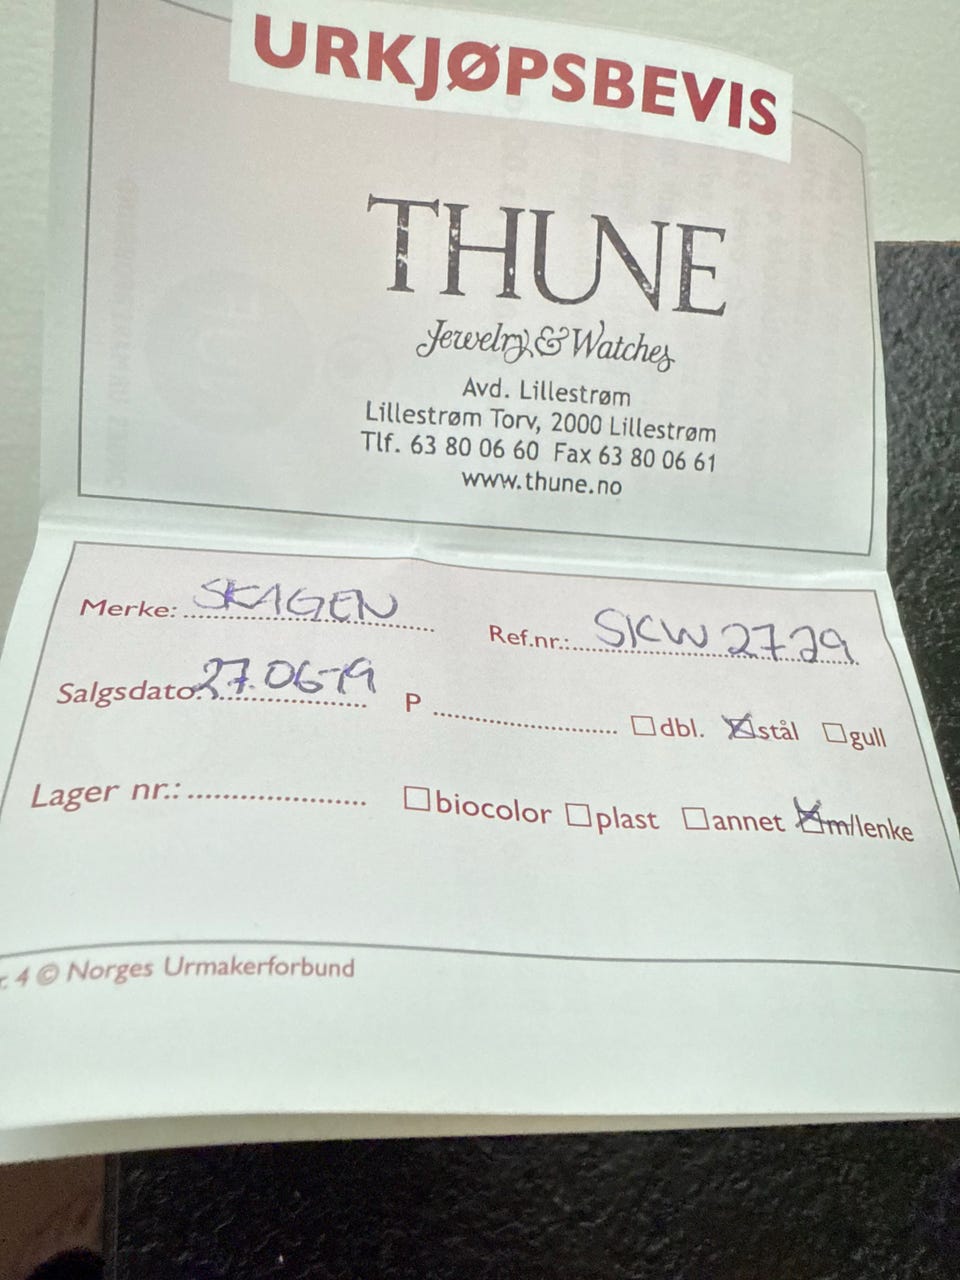 URKJØPSBEVIS
THUNE
Jewelry & Watches
Avd. Lillestrøm
Lillestrøm Torv, 2000 Lillestrøm
Tlf. 63 80 06 60 Fax 63 80 06 61
www.thune.no
Merke: SKAGEN Ref.nr.: SKW 2729
Salgsdato: 27.06-19 P ☐dbl. ☒stål ☐gull
Lager nr.: ☐biocolor ☐plast ☐annet ☒m/lenke
4 © Norges Urmakerforbund